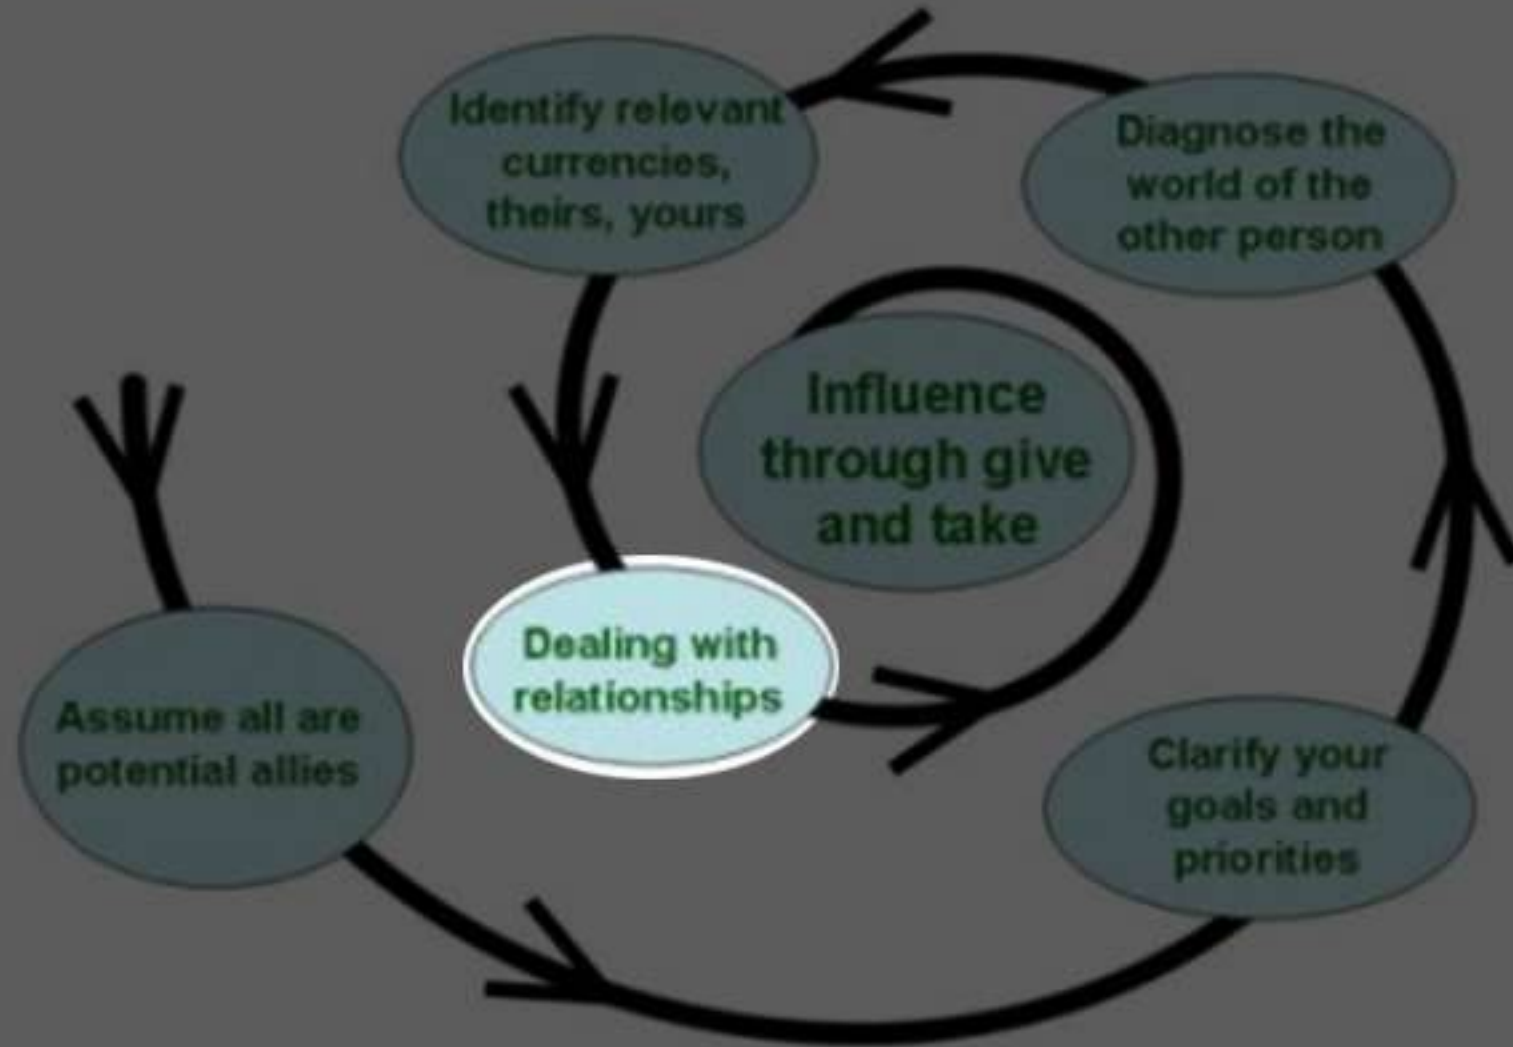 Identify relevant
currencies,
theirs, yours
Diagnose the
world of the
other person
Influence
through give
and take
Dealing with
relationships
Assume all are
potential allies
Clarify your
goals and
priorities